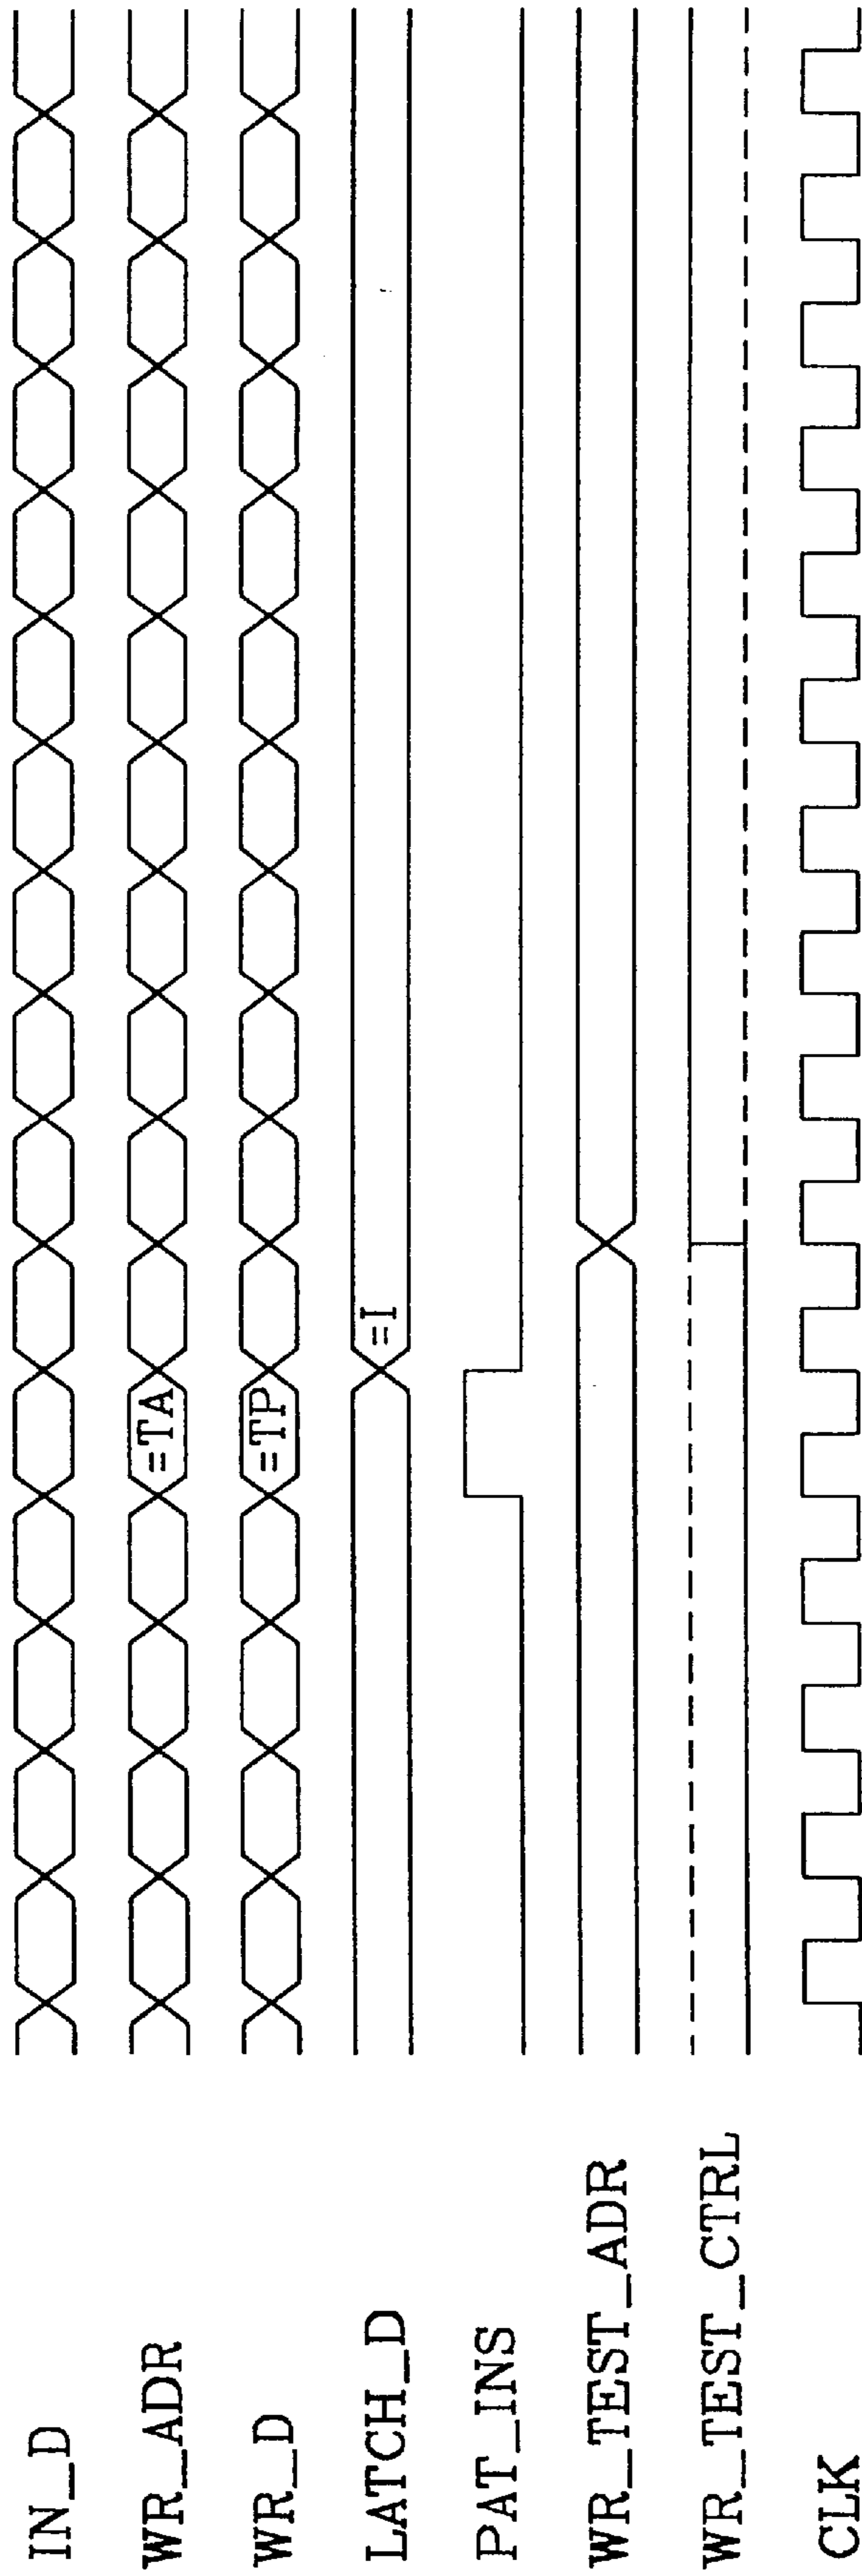 IN_D
WR_ADR
=TA
WR_D
=TP
LATCH_D
=I
PAT_INS
WR_TEST_ADR
WR_TEST_CTRL
CLK